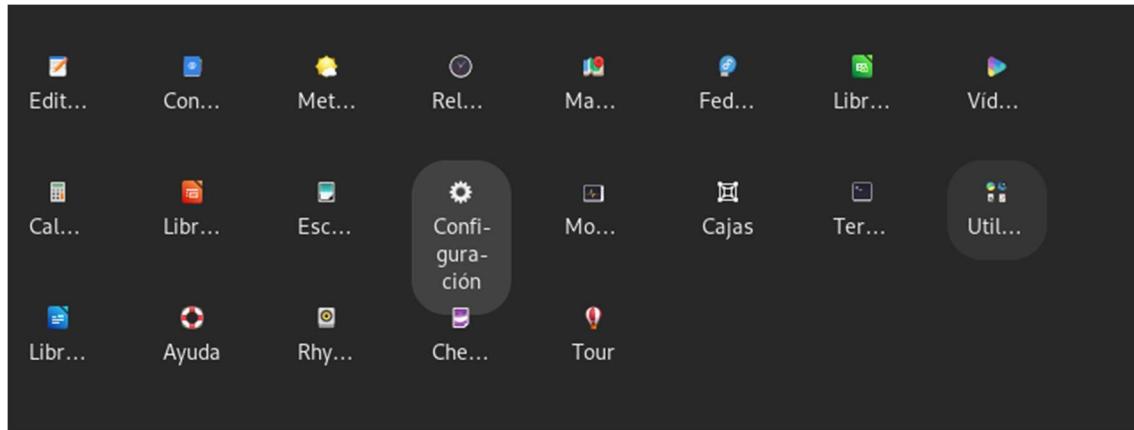 Edit...
Con...
Met...
Rel...
Ma...
Fed...
Libr...
Víd...
Cal...
Libr...
Esc...
Confi-
gura-
ción
Mo...
Cajas
Ter...
Util...
Libr...
Ayuda
Rhy...
Che...
Tour